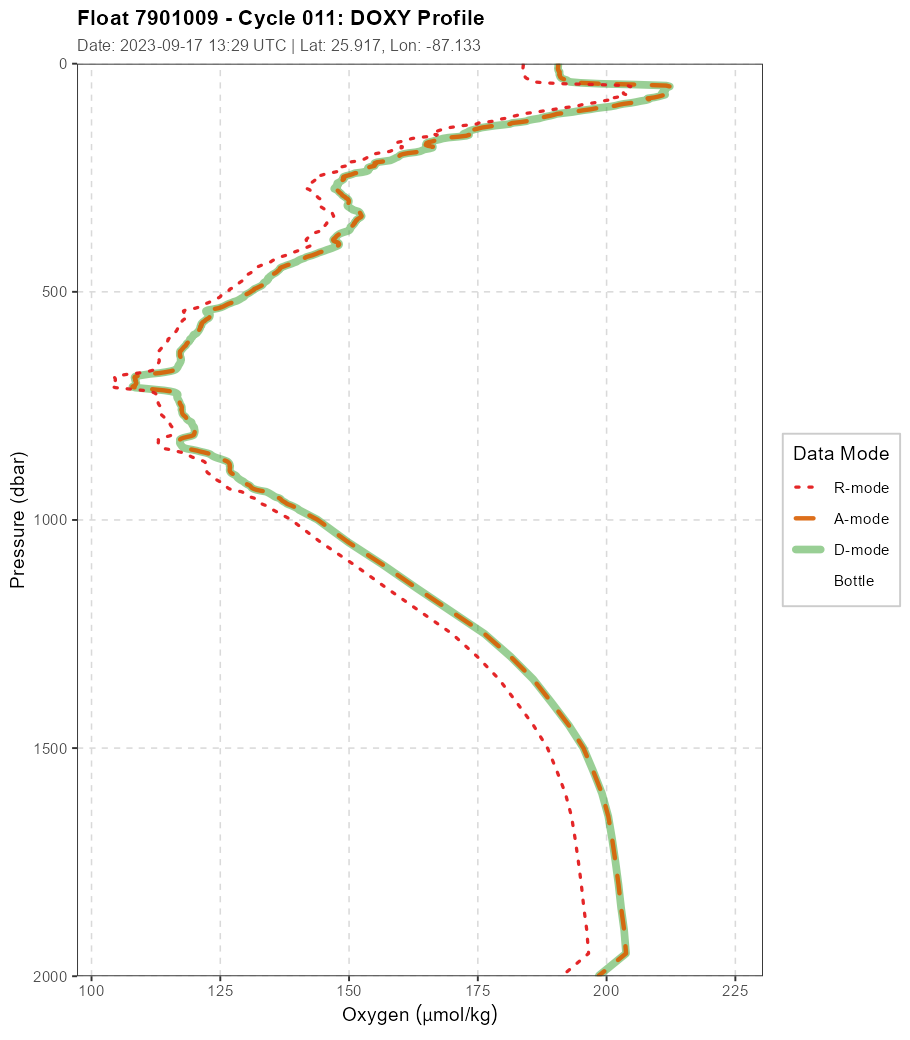 Float 7901009 - Cycle 011: DOXY Profile
Date: 2023-09-17 13:29 UTC | Lat: 25.917, Lon: -87.133
0
500
1000
1500
2000
Pressure (dbar)
100 125 150 175 200 225
Oxygen (μmol/kg)
Data Mode
R-mode
A-mode
D-mode
Bottle